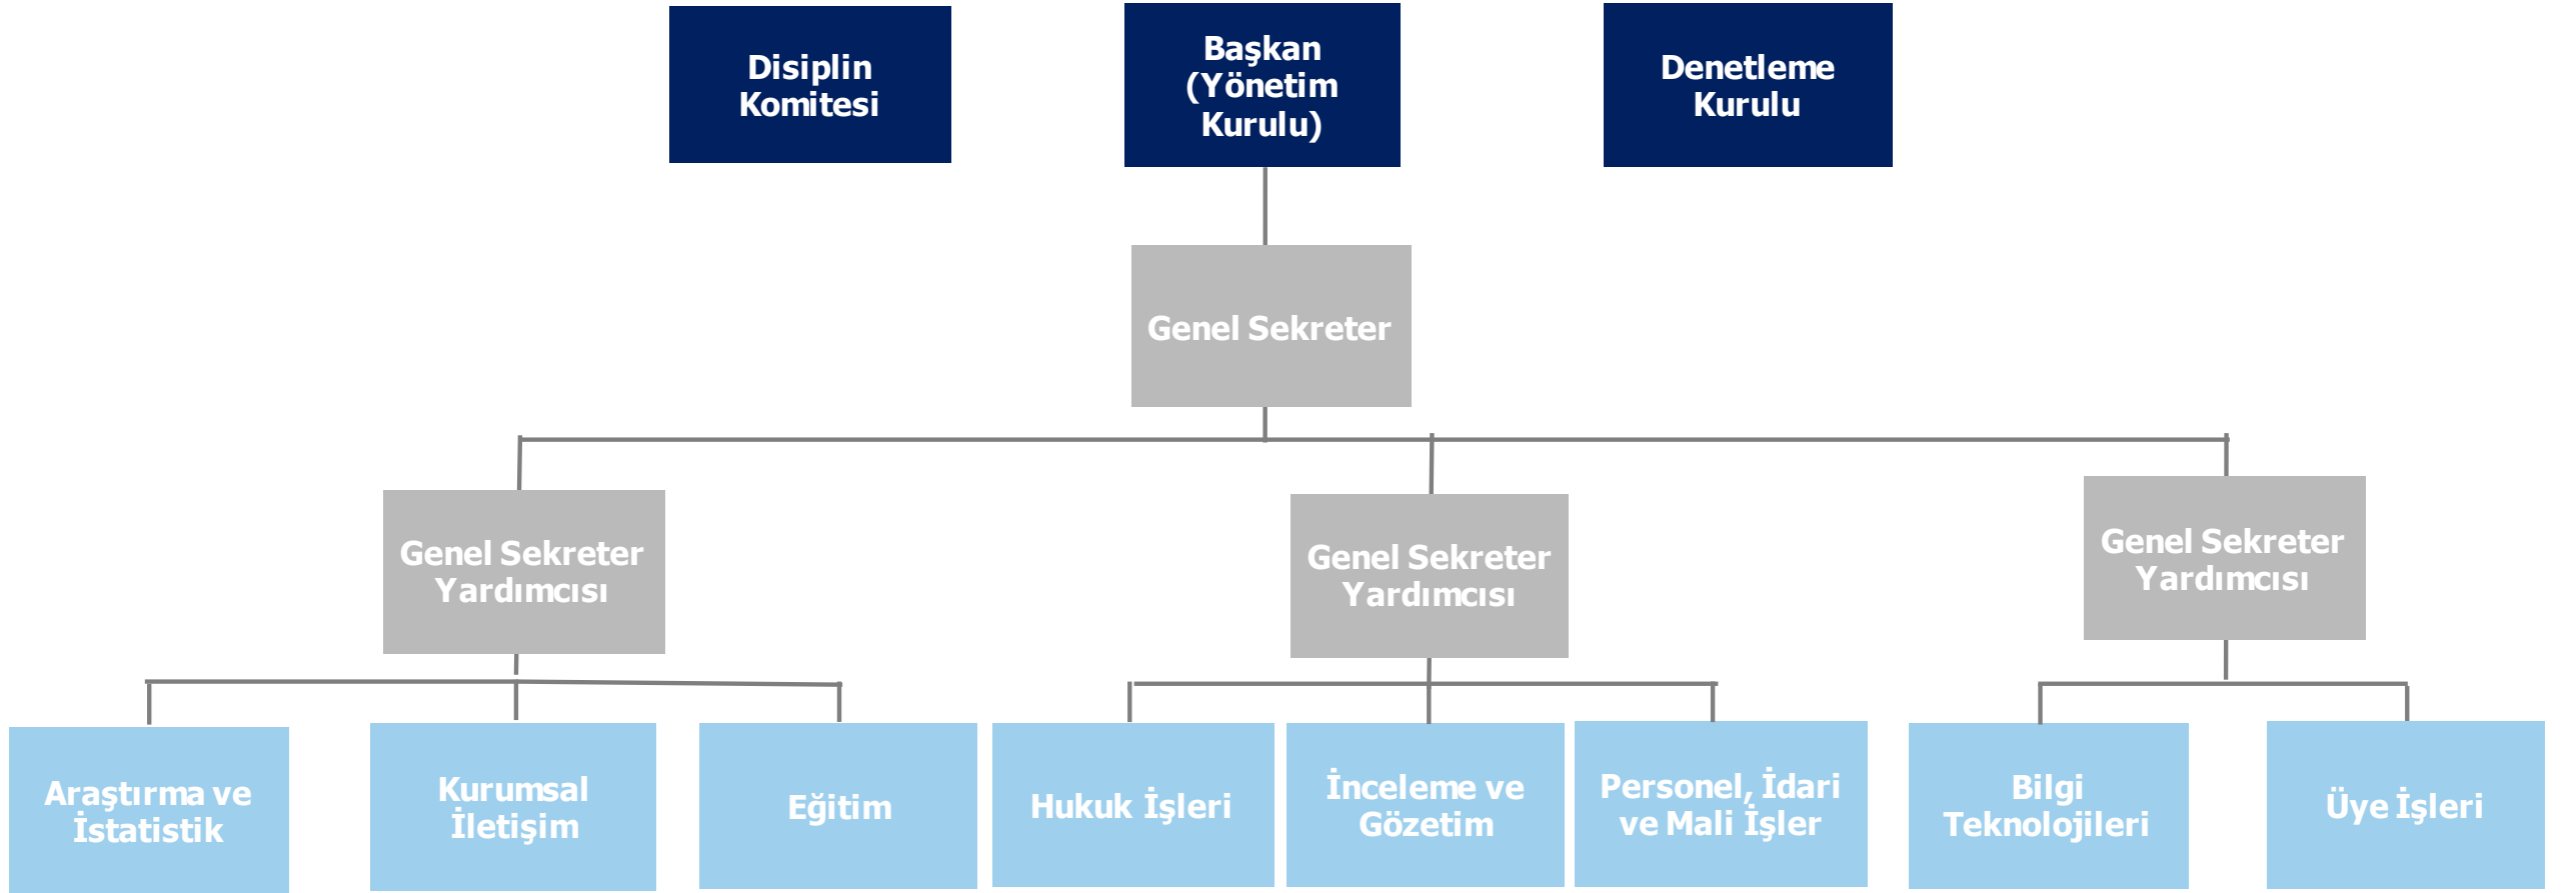 Disiplin
Komitesi
Başkan
(Yönetim
Kurulu)
Denetleme
Kurulu
Genel Sekreter
Genel Sekreter
Yardımcısı
Genel Sekreter
Yardımcısı
Genel Sekreter
Yardımcısı
Araştırma ve
İstatistik
Kurumsal
İletişim
Eğitim
Hukuk İşleri
İnceleme ve
Gözetim
Personel, İdari
ve Mali İşler
Bilgi
Teknolojileri
Üye İşleri